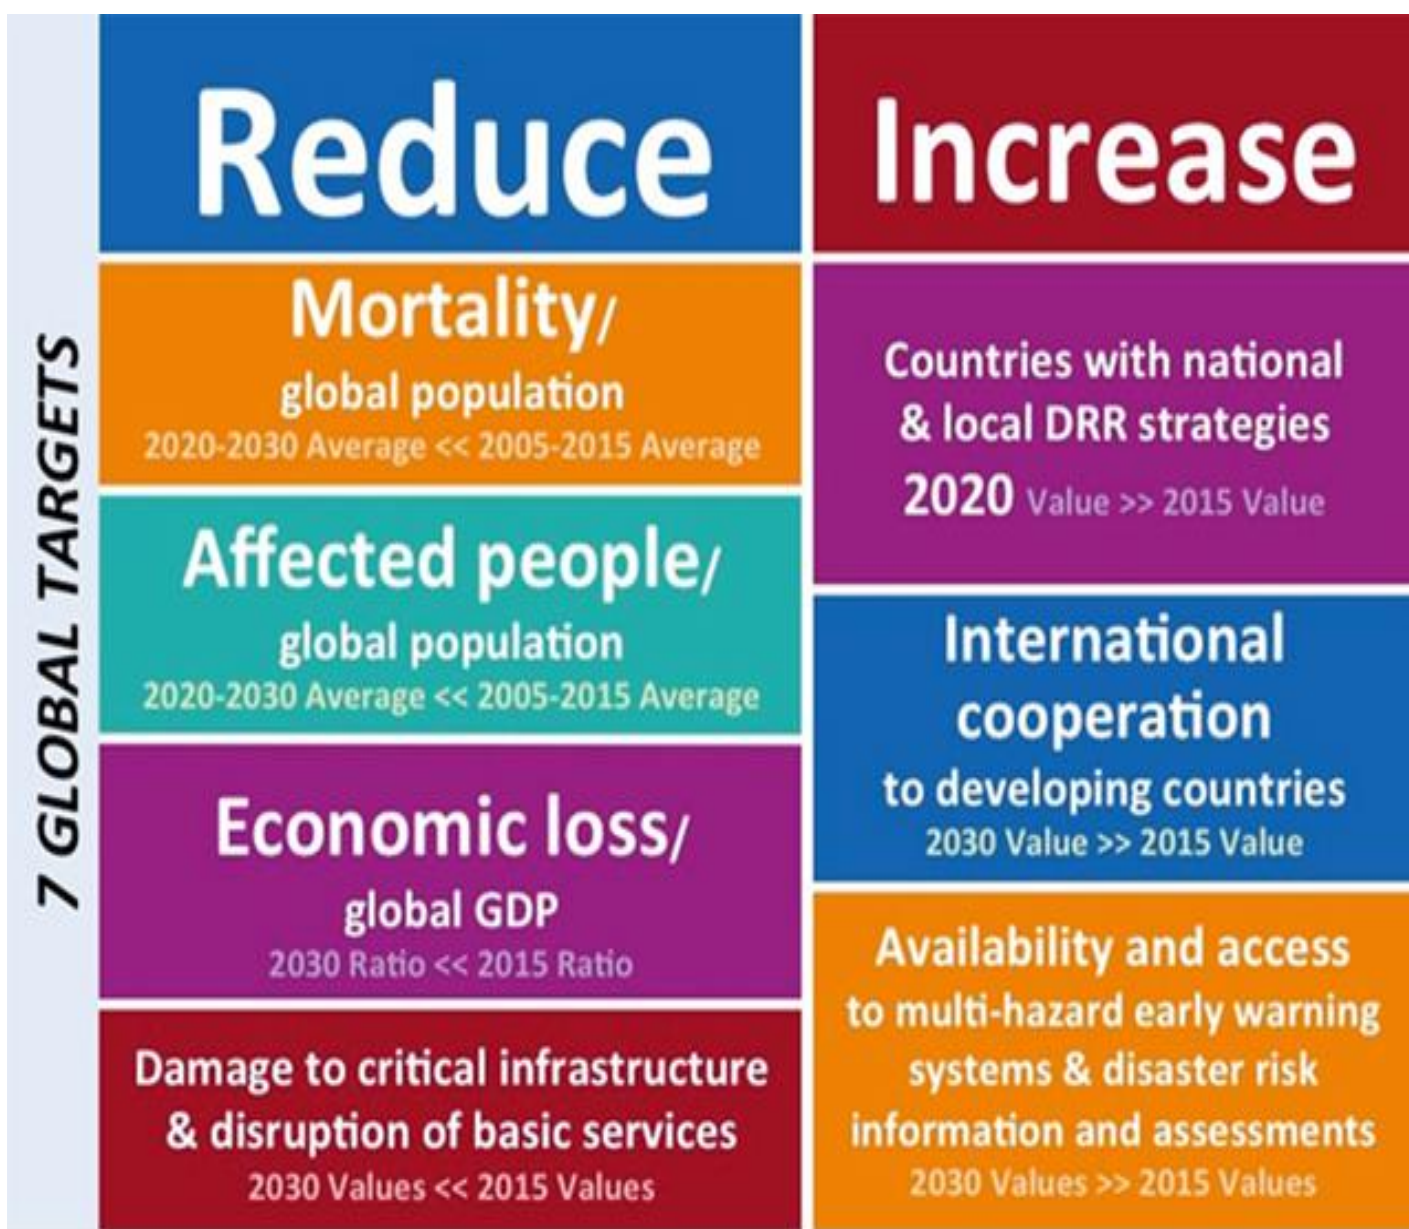 7 GLOBAL TARGETS
Reduce
Mortality/
global population
2020-2030 Average << 2005-2015 Average
Affected people/
global population
2020-2030 Average << 2005-2015 Average
Economic loss/
global GDP
2030 Ratio << 2015 Ratio
Damage to critical infrastructure
& disruption of basic services
2030 Values << 2015 Values
Increase
Countries with national
& local DRR strategies
2020 Value >> 2015 Value
International
cooperation
to developing countries
2030 Value >> 2015 Value
Availability and access
to multi-hazard early warning
systems & disaster risk
information and assessments
2030 Values >> 2015 Values